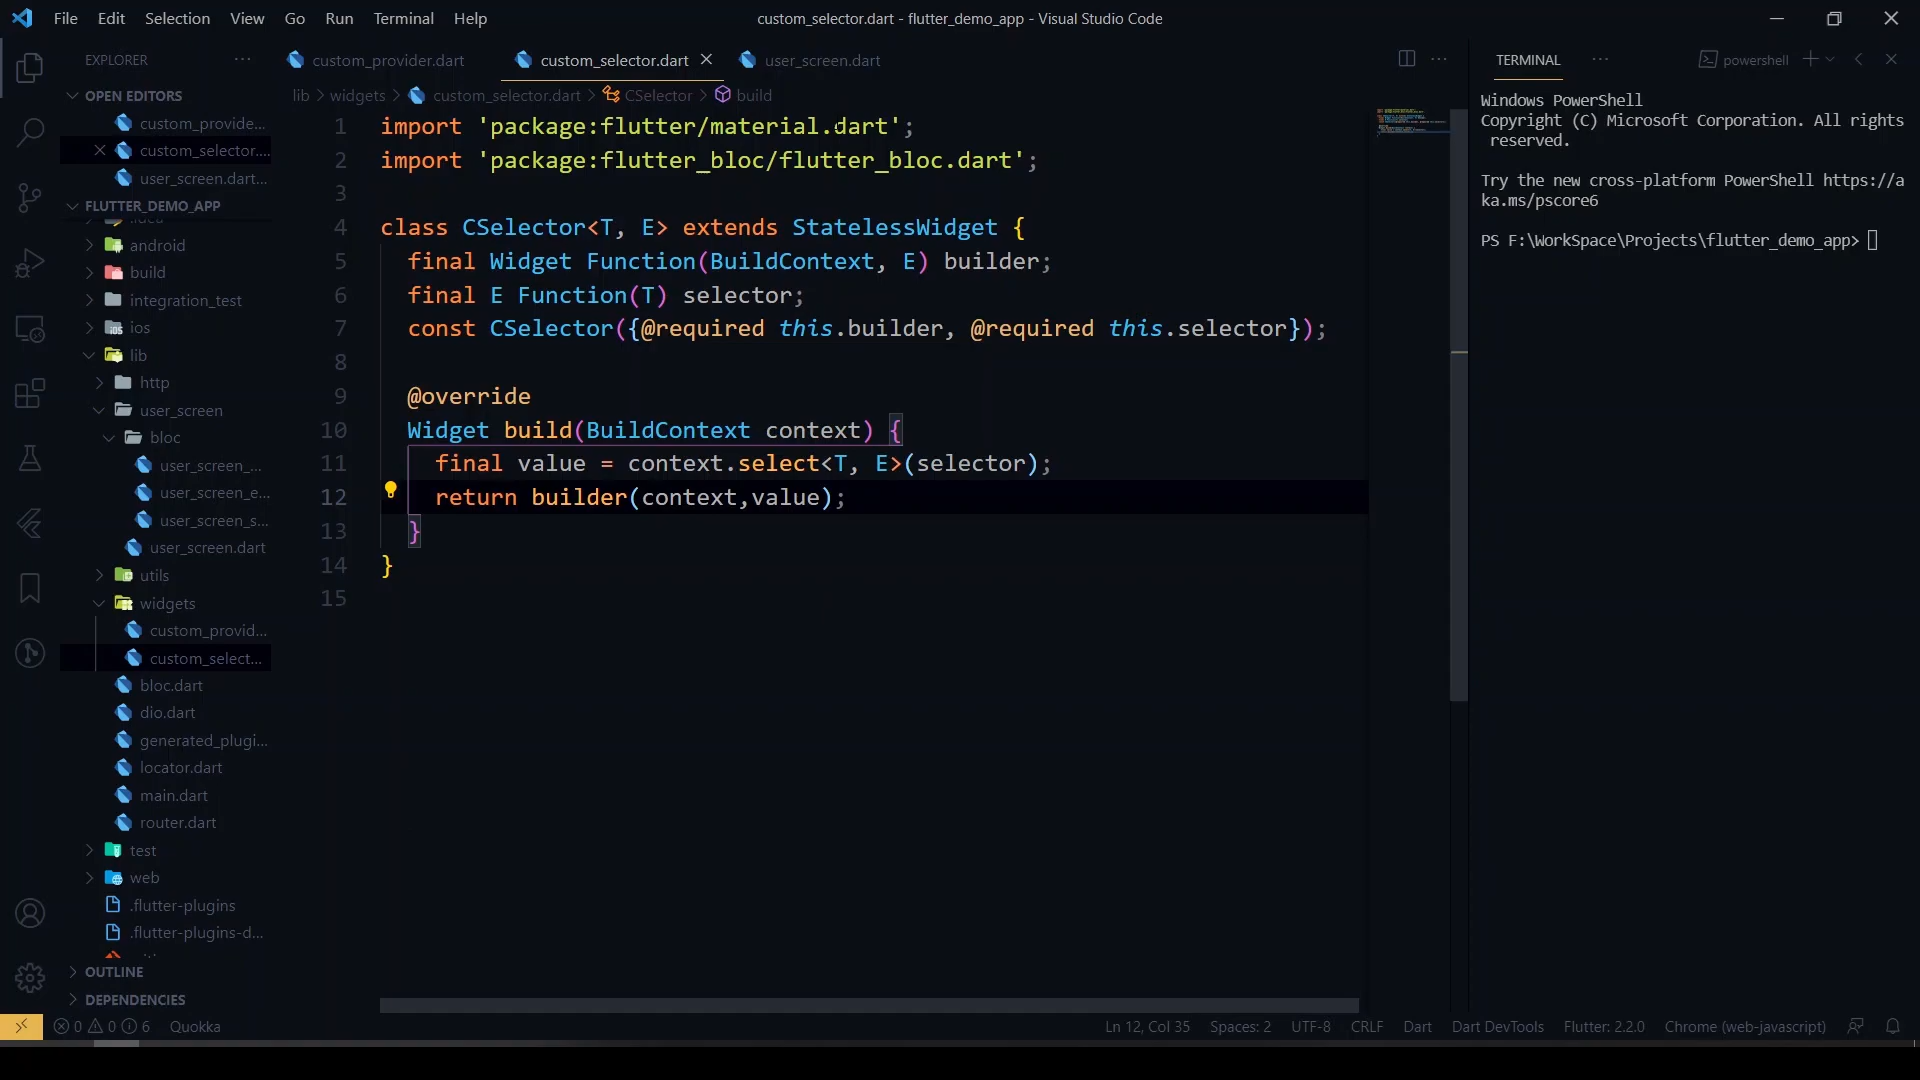 File Edit Selection View Go Run Terminal Help
custom_selector.dart - flutter_demo_app - Visual Studio Code
EXPLORER
OPEN EDITORS
custom_provide...
custom_selector....
user_screen.dart...
FLUTTER_DEMO_APP
android
build
integration_test
ios
lib
http
user_screen
bloc
user_screen_...
user_screen_e...
user_screen_s...
user_screen.dart
utils
widgets
custom_provid...
custom_select...
bloc.dart
dio.dart
generated_plugi...
locator.dart
main.dart
router.dart
test
web
.flutter-plugins
.flutter-plugins-d...
OUTLINE
DEPENDENCIES
custom_provider.dart
custom_selector.dart
user_screen.dart
lib > widgets > custom_selector.dart > CSelector > build
1 import 'package:flutter/material.dart';
2 import 'package:flutter_bloc/flutter_bloc.dart';
3
4 class CSelector<T, E> extends StatelessWidget {
5 final Widget Function(BuildContext, E) builder;
6 final E Function(T) selector;
7 const CSelector({@required this.builder, @required this.selector});
8
9 @override
10 Widget build(BuildContext context) {
11 final value = context.select<T, E>(selector);
12 return builder(context,value);
13 }
14 }
15
TERMINAL
powershell
Windows PowerShell
Copyright (C) Microsoft Corporation. All rights
reserved.
Try the new cross-platform PowerShell https://a
ka.ms/pscore6
PS F:\WorkSpace\Projects\flutter_demo_app>
0 0 6 Quokka
Ln 12, Col 35 Spaces: 2 UTF-8 CRLF Dart Dart DevTools Flutter: 2.2.0 Chrome (web-javascript)